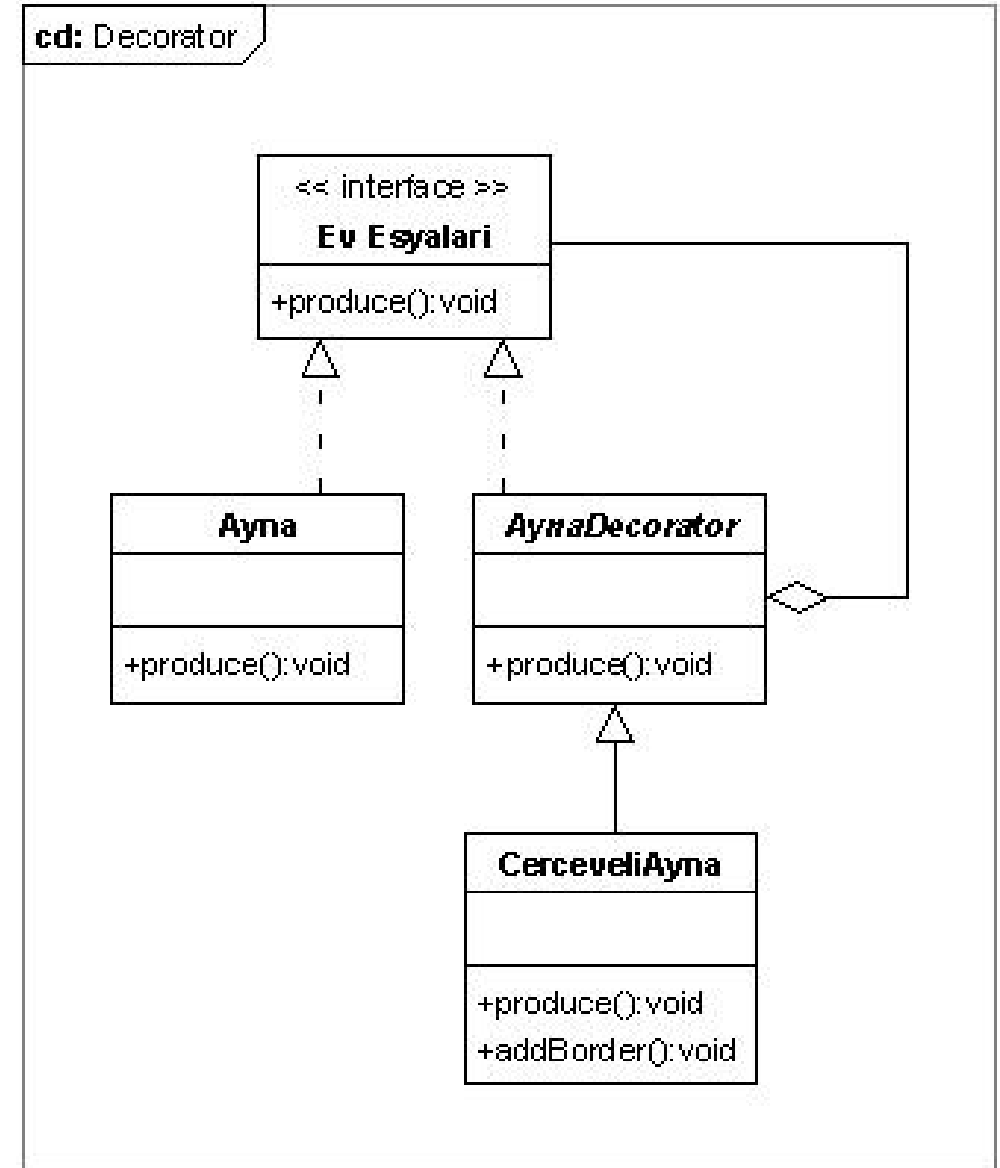 cd: Decorator
<< interface >>
Ev Esyalari
+produce():void
Ayna
+produce():void
AynaDecorator
+produce():void
CerceveliAyna
+produce():void
+addBorder():void